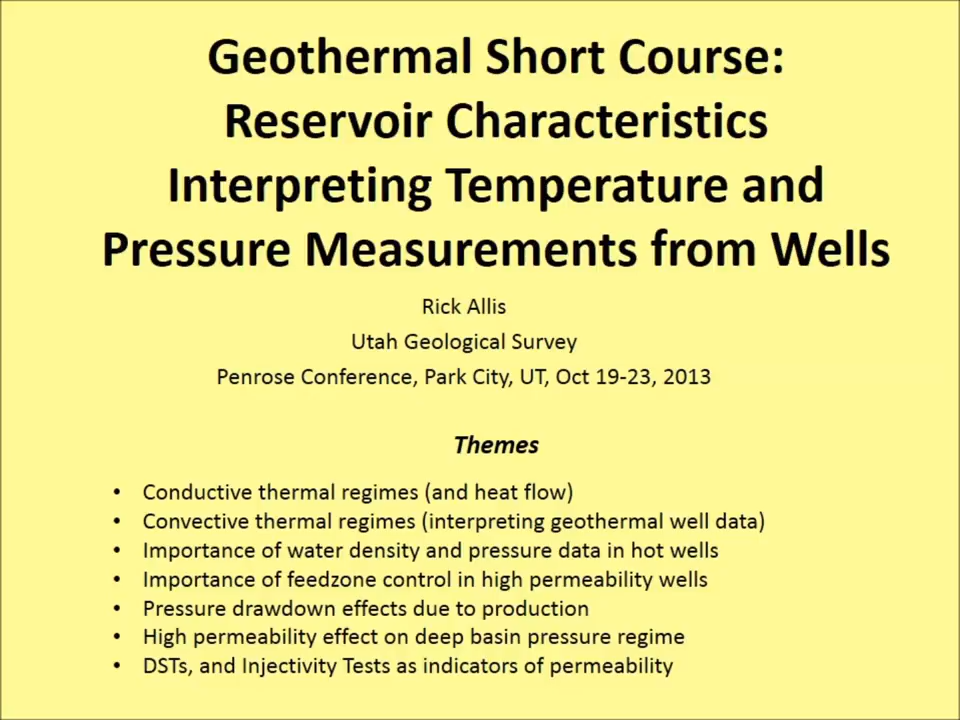 Geothermal Short Course:
Reservoir Characteristics
Interpreting Temperature and
Pressure Measurements from Wells
Rick Allis
Utah Geological Survey
Penrose Conference, Park City, UT, Oct 19-23, 2013
Themes
• Conductive thermal regimes (and heat flow)
• Convective thermal regimes (interpreting geothermal well data)
• Importance of water density and pressure data in hot wells
• Importance of feedzone control in high permeability wells
• Pressure drawdown effects due to production
• High permeability effect on deep basin pressure regime
• DSTs, and Injectivity Tests as indicators of permeability